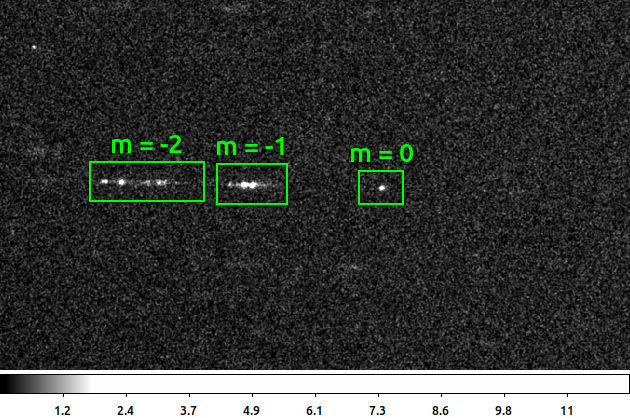 m = -2
m = -1
m = 0
1.2 2.4 3.7 4.9 6.1 7.3 8.6 9.8 11